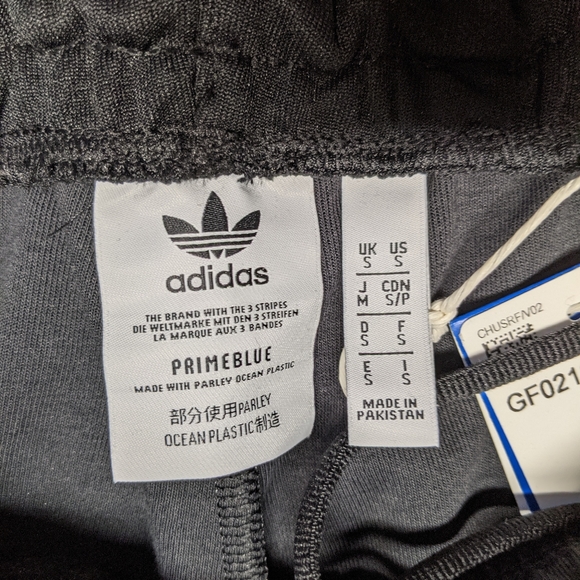 adidas
THE BRAND WITH THE 3 STRIPES
DIE WELTMARKE MIT DEN 3 STREIFEN
LA MARQUE AUX 3 BANDES
PRIMEBLUE
MADE WITH PARLEY OCEAN PLASTIC
部分使用PARLEY
OCEAN PLASTIC制造
UK US
S S
J CDN
M S/P
D F
S S
E I
S S
MADE IN
PAKISTAN
CHUSRF/V02
GF021